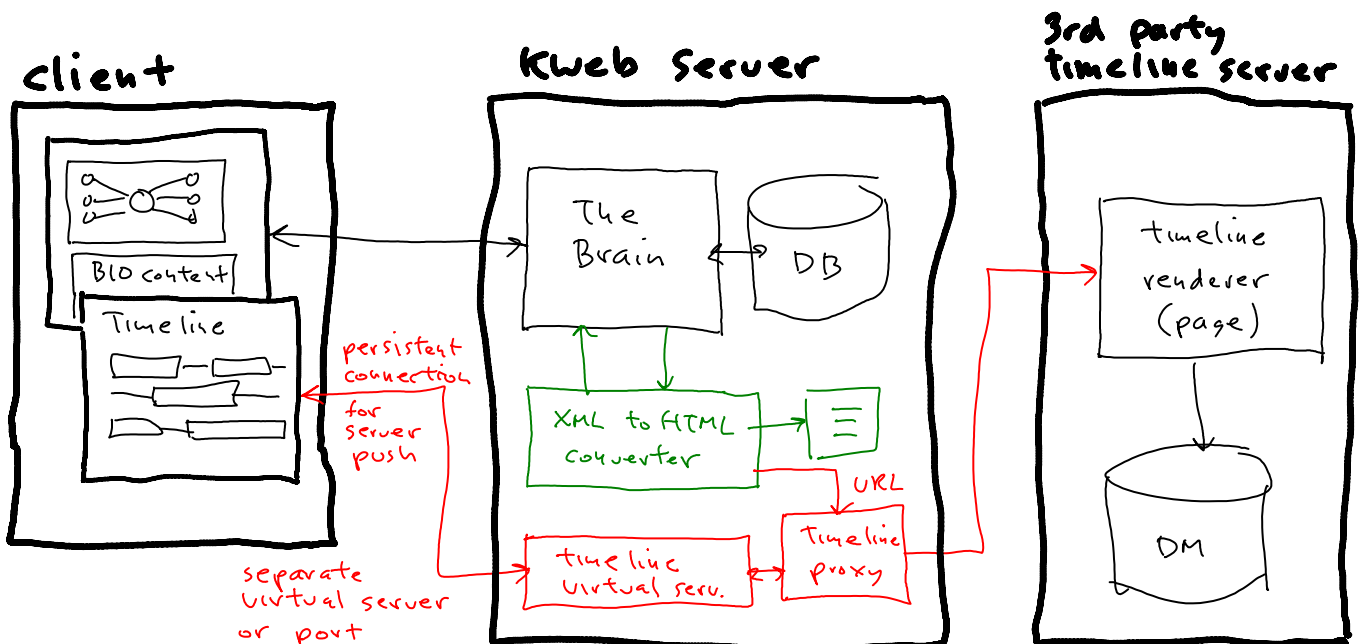 client
BIO content
Timeline
persistent
connection
for
server
push
separate
virtual server
or port
Kweb Server
The
Brain
DB
XML to HTML
converter
URL
timeline
virtual serv.
Timeline
proxy
3rd party
timeline server
timeline
renderer
(page)
DM